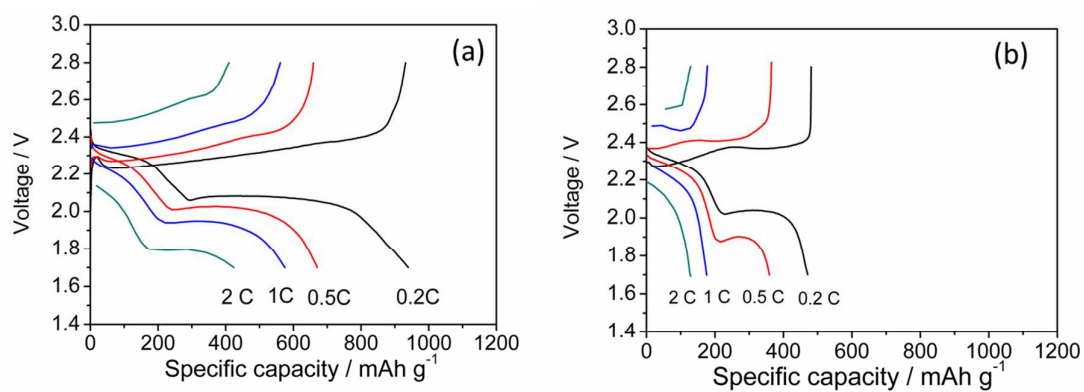 (a)
3.0
2.8
2.6
2.4
2.2
2.0
1.8
1.6
1.4
Voltage / V
2 C 1C 0.5C 0.2C
0 200 400 600 800 1000 1200
Specific capacity / mAh g-1
(b)
3.0
2.8
2.6
2.4
2.2
2.0
1.8
1.6
1.4
Voltage / V
2 C 1 C 0.5 C 0.2 C
0 200 400 600 800 1000 1200
Specific capacity / mAh g-1